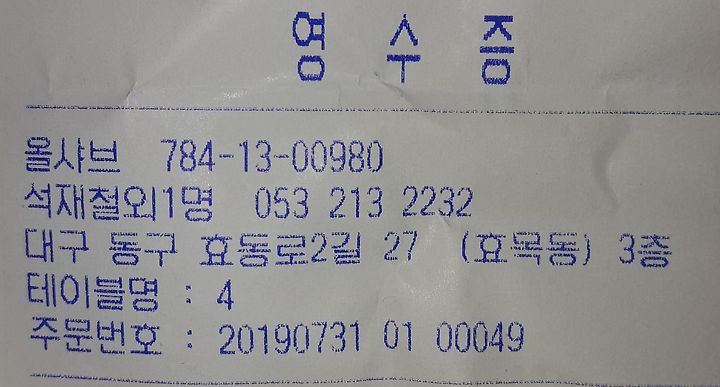 영 수 증
올샤브 784-13-00980
석재철외1명 053 213 2232
대구 동구 효동로2길 27 (효목동) 3층
테이블명 : 4
주문번호 : 20190731 01 00049